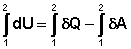 ∫₁² dU = ∫₁² δQ − ∫₁² δA